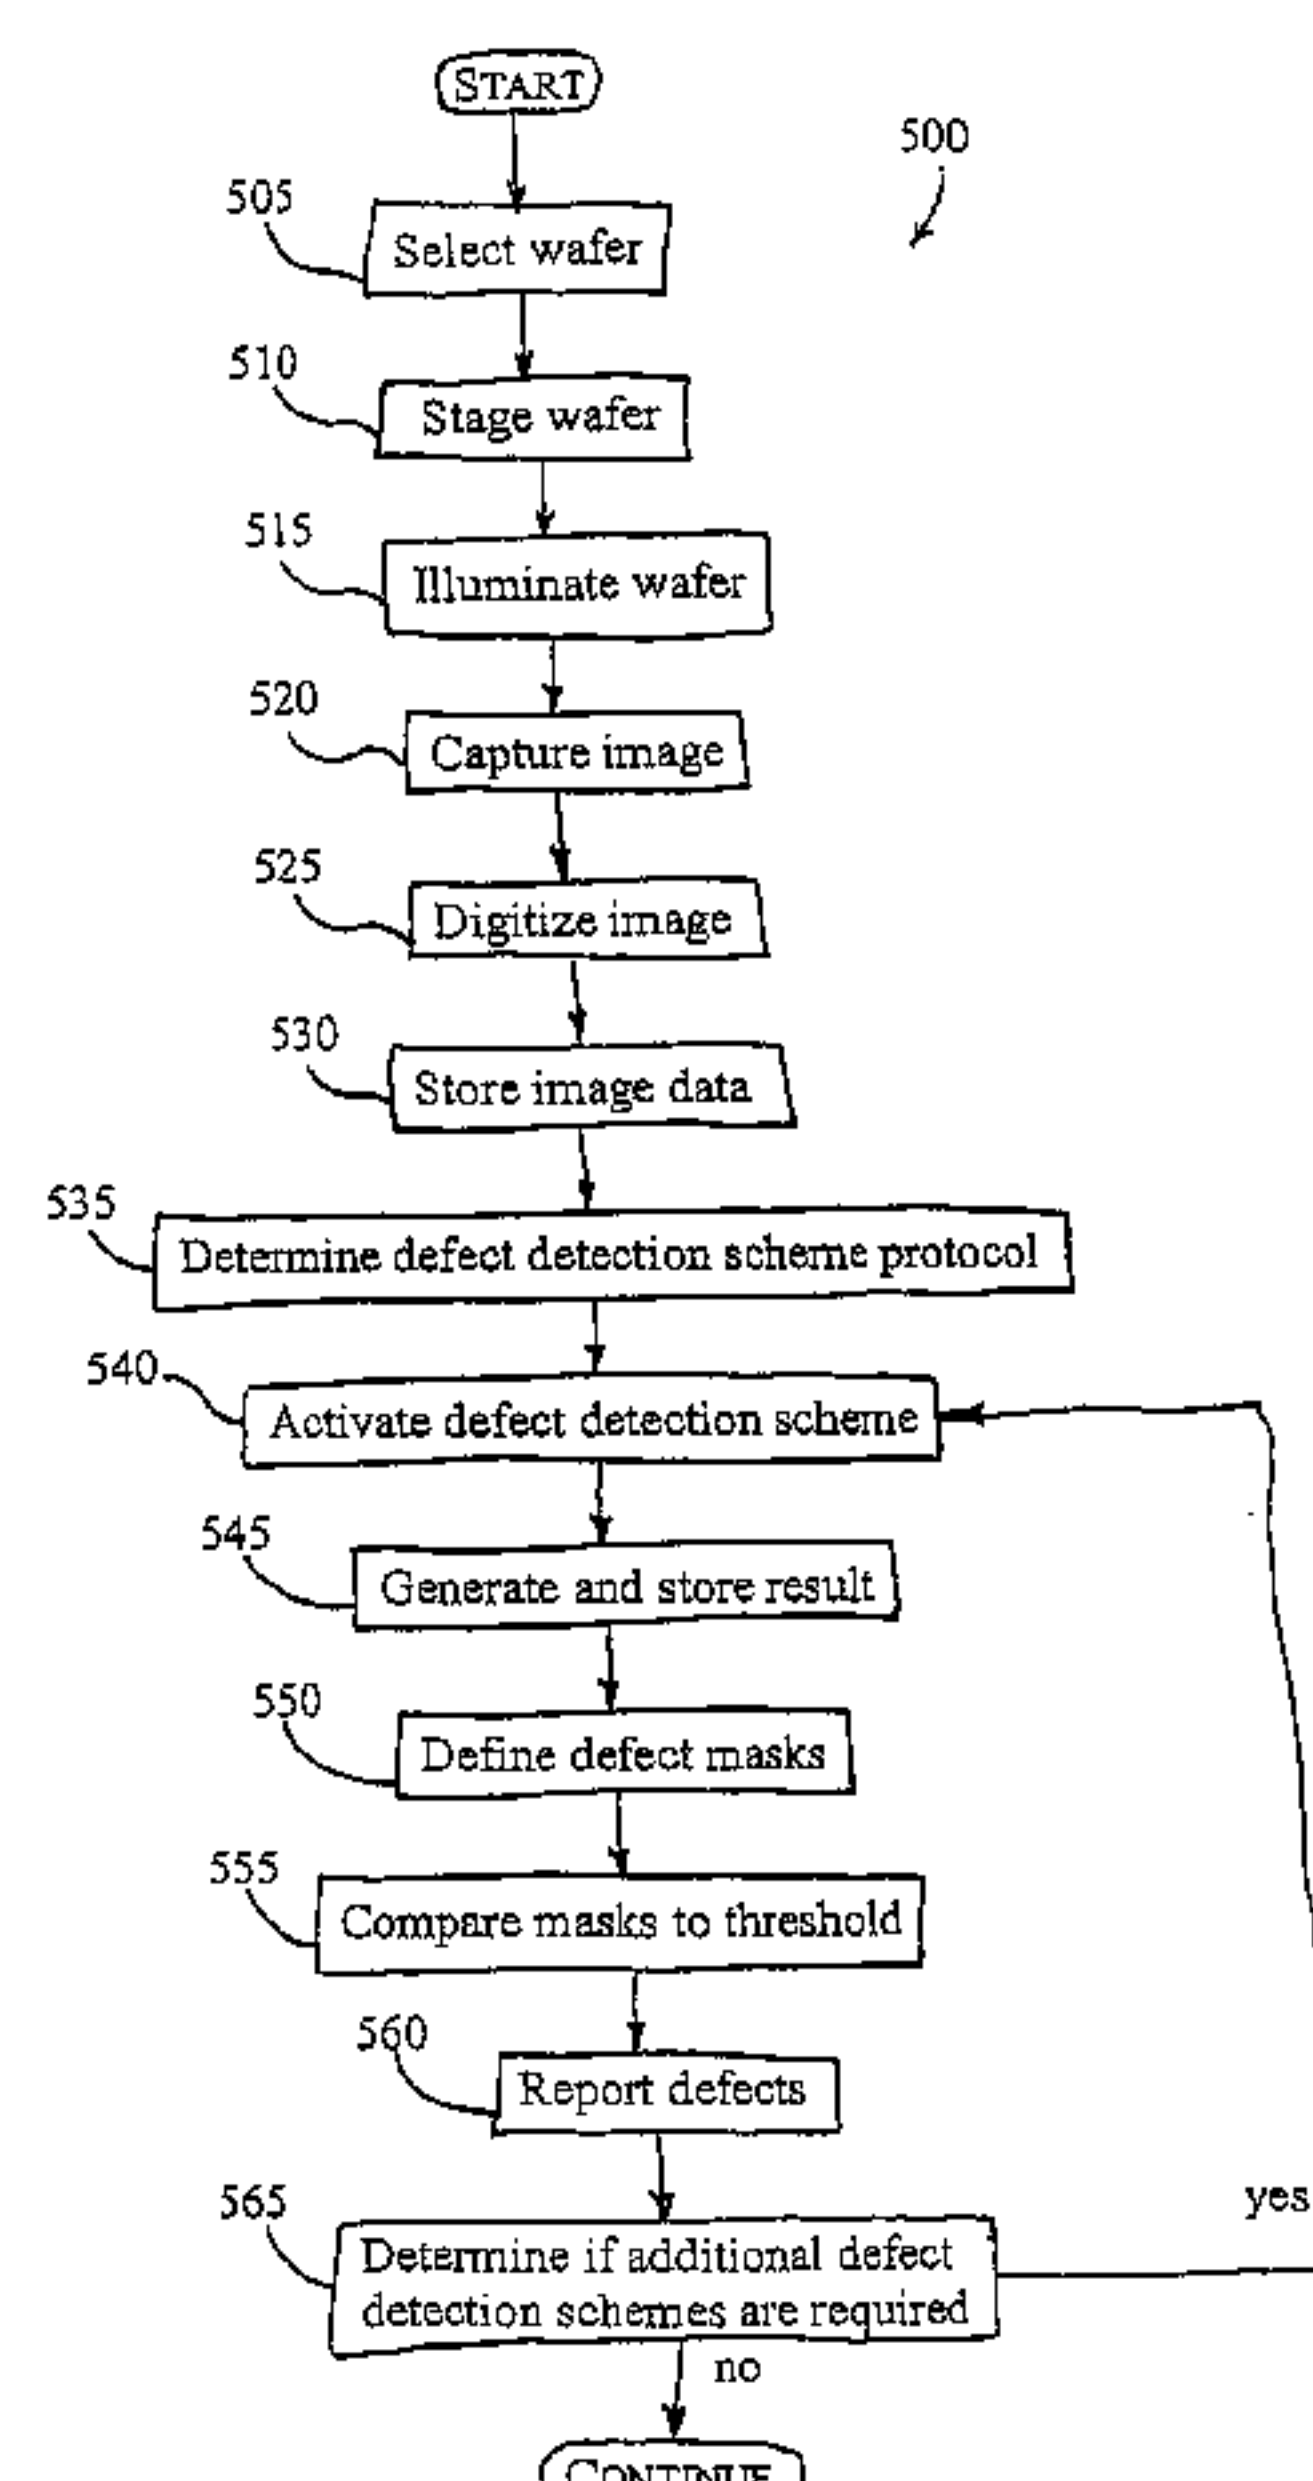 START
500
505
Select wafer
510
Stage wafer
515
Illuminate wafer
520
Capture image
525
Digitize image
530
Store image data
535
Determine defect detection scheme protocol
540
Activate defect detection scheme
545
Generate and store result
550
Define defect masks
555
Compare masks to threshold
560
Report defects
565
yes
Determine if additional defect
detection schemes are required
no
CONTINUE